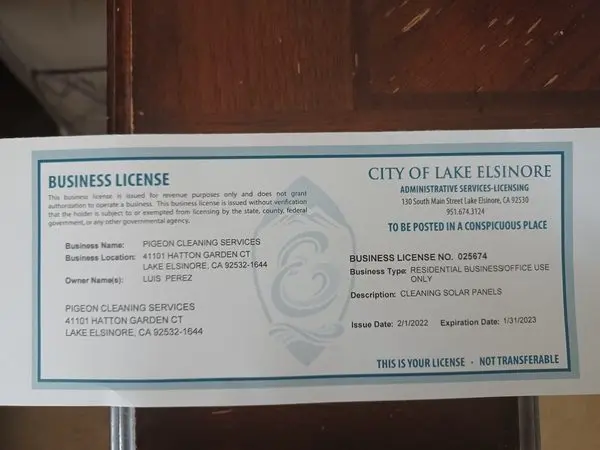 BUSINESS LICENSE
This business license is issued for revenue purposes only and does not grant
authorization to operate a business. This business license is issued without verification
that the holder is subject to or exempted from licensing by the state, county, federal
government, or any other governmental agency.
Business Name: PIGEON CLEANING SERVICES
Business Location: 41101 HATTON GARDEN CT
LAKE ELSINORE, CA 92532-1644
Owner Name(s): LUIS PEREZ
PIGEON CLEANING SERVICES
41101 HATTON GARDEN CT
LAKE ELSINORE, CA 92532-1644
CITY OF LAKE ELSINORE
ADMINISTRATIVE SERVICES-LICENSING
130 South Main Street Lake Elsinore, CA 92530
951.674.3124
TO BE POSTED IN A CONSPICUOUS PLACE
BUSINESS LICENSE NO. 025674
Business Type: RESIDENTIAL BUSINESS/OFFICE USE
ONLY
Description: CLEANING SOLAR PANELS
Issue Date: 2/1/2022 Expiration Date: 1/31/2023
THIS IS YOUR LICENSE - NOT TRANSFERABLE